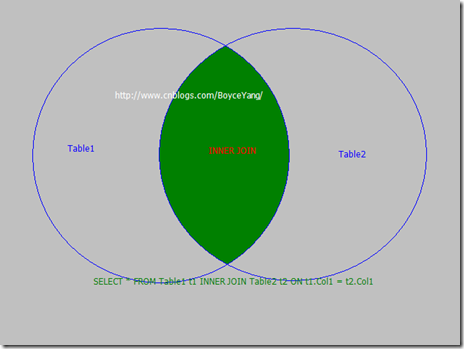 http://www.cnblogs.com/BoyceYang/
Table1
INNER JOIN
Table2
SELECT * FROM Table1 t1 INNER JOIN Table2 t2 ON t1.Col1 = t2.Col1